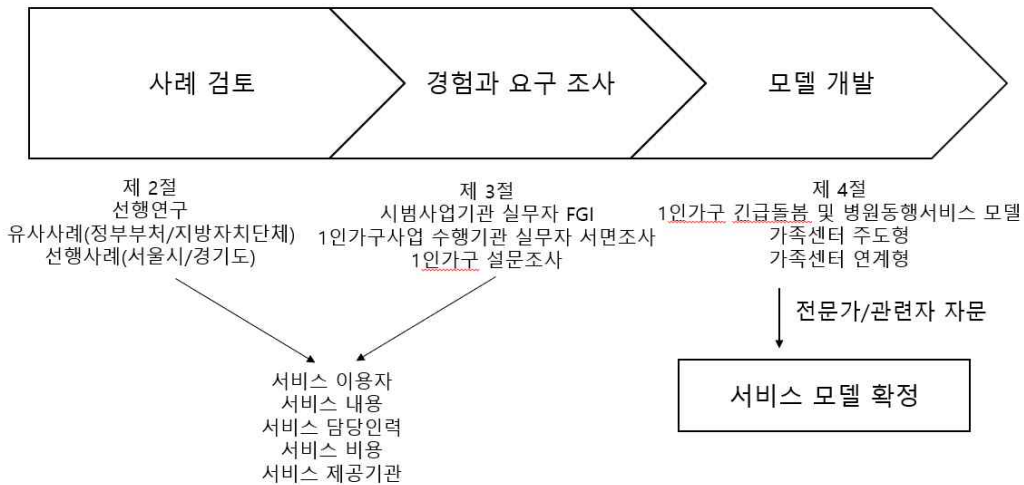 사례 검토
경험과 요구 조사
모델 개발
제 2절
선행연구
유사사례(정부부처/지방자치단체)
선행사례(서울시/경기도)
제 3절
시범사업기관 실무자 FGI
1인가구사업 수행기관 실무자 서면조사
1인가구 설문조사
제 4절
1인가구 긴급돌봄 및 병원동행서비스 모델
가족센터 주도형
가족센터 연계형
전문가/관련자 자문
서비스 모델 확정
서비스 이용자
서비스 내용
서비스 담당인력
서비스 비용
서비스 제공기관